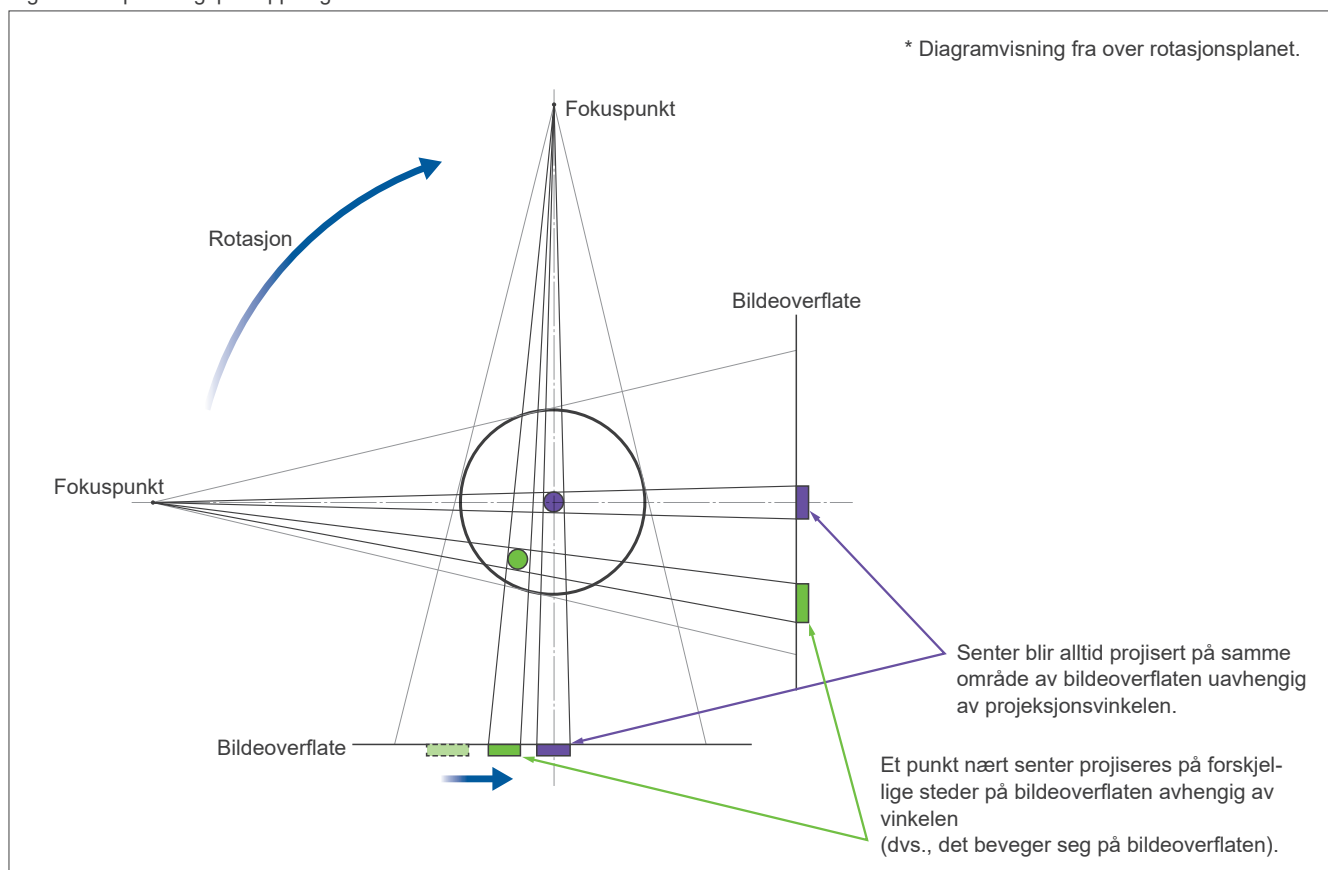 * Diagramvisning fra over rotasjonsplanet.
Fokuspunkt
Rotasjon
Bildeoverflate
Fokuspunkt
Senter blir alltid projisert på samme
område av bildeoverflaten uavhengig
av projeksjonsvinkelen.
Bildeoverflate
Et punkt nært senter projiseres på forskjel-
lige steder på bildeoverflaten avhengig av
vinkelen
(dvs., det beveger seg på bildeoverflaten).